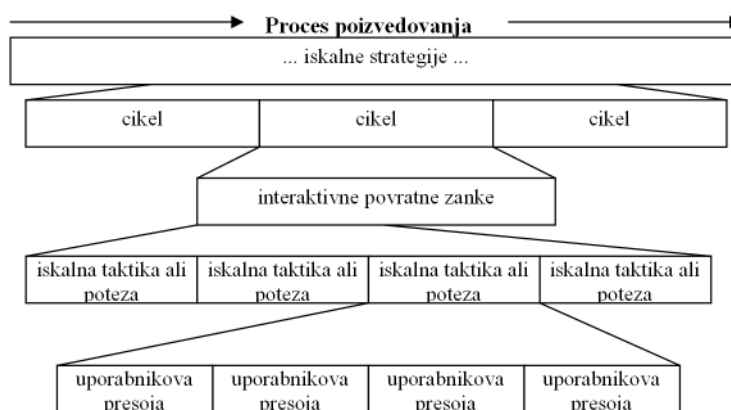 Proces poizvedovanja
... iskalne strategije ...
cikel cikel cikel
interaktivne povratne zanke
iskalna taktika ali iskalna taktika ali iskalna taktika ali iskalna taktika ali
poteza poteza poteza poteza
uporabnikova uporabnikova uporabnikova uporabnikova
presoja presoja presoja presoja